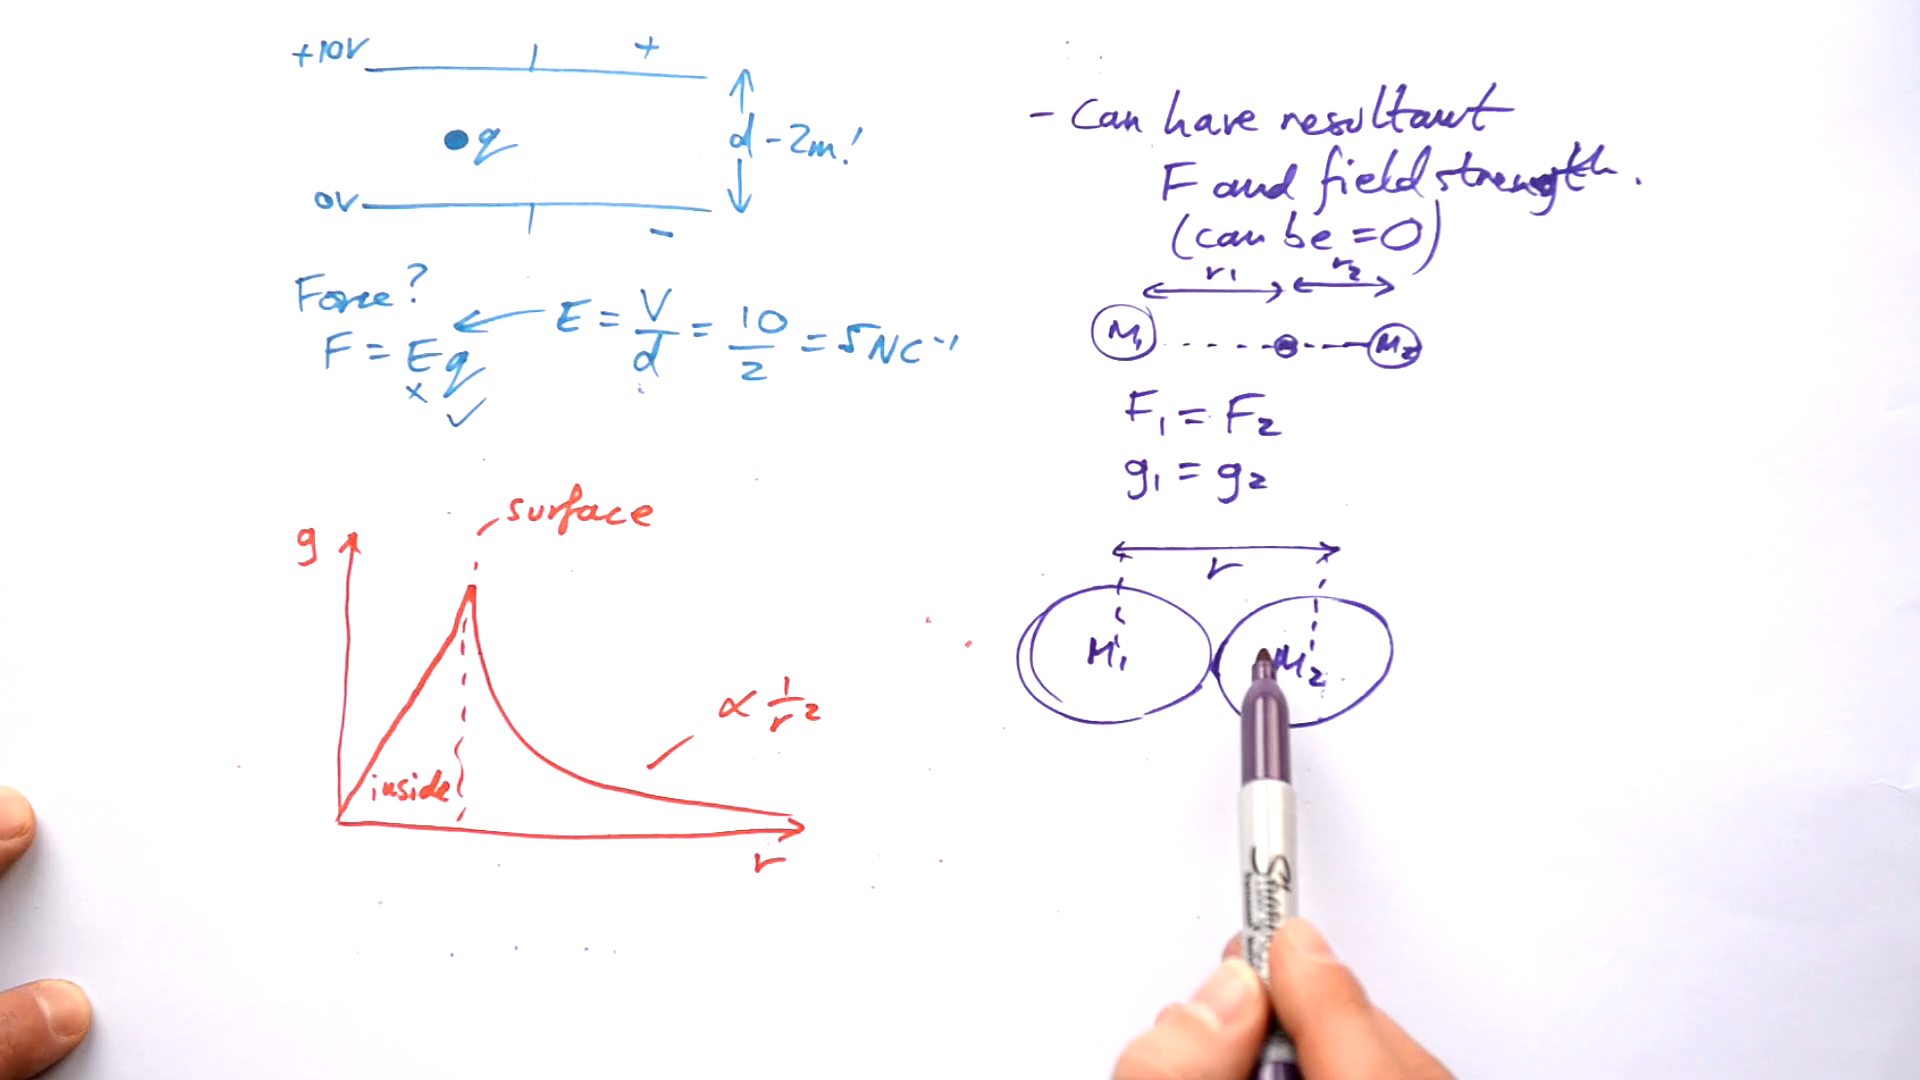 +10V +
q
d - 2m!
0V -
Force?
F = Eq
E = V/d = 10/2 = 5NC⁻¹
- Can have resultant
F and field strength.
(can be = 0)
r₁ r₂
M₁ M₂
F₁ = F₂
g₁ = g₂
r
M₁ M₂
surface
g
∝ 1/r²
inside
r